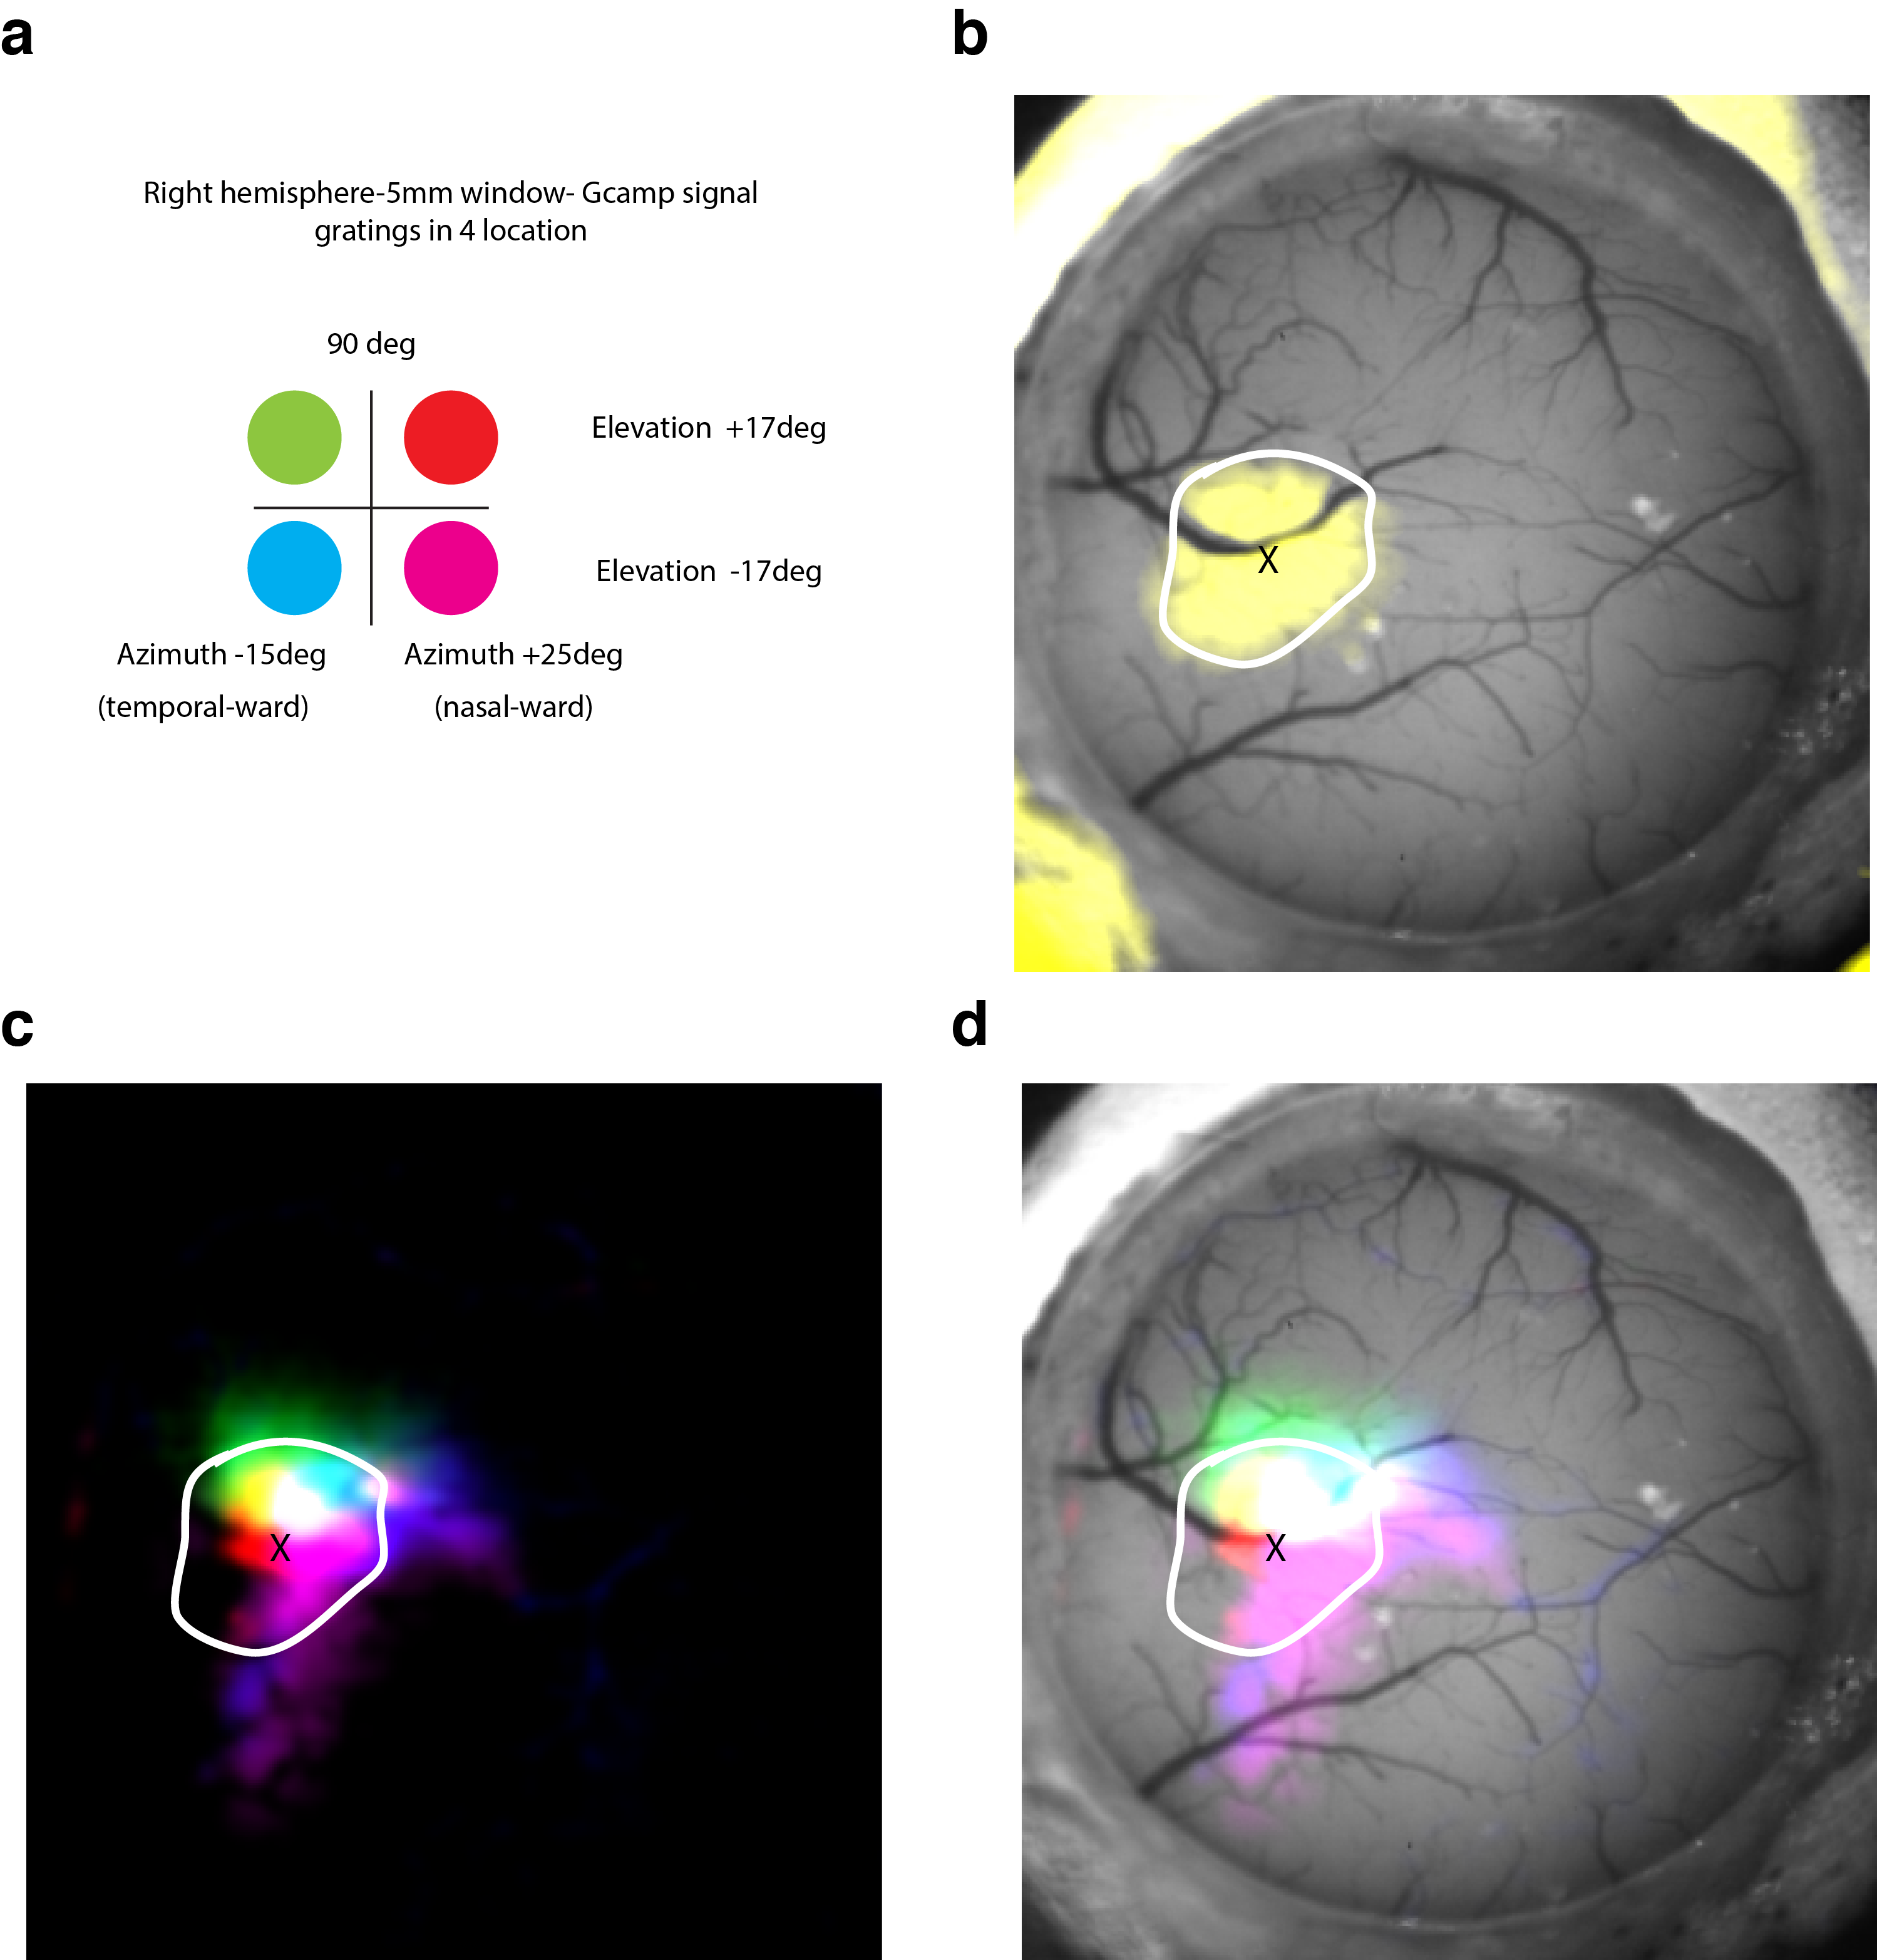 a
b
Right hemisphere-5mm window- Gcamp signal
gratings in 4 location
90 deg
Elevation +17deg
Elevation -17deg
Azimuth -15deg
Azimuth +25deg
(temporal-ward)
(nasal-ward)
X
c
d
X
X